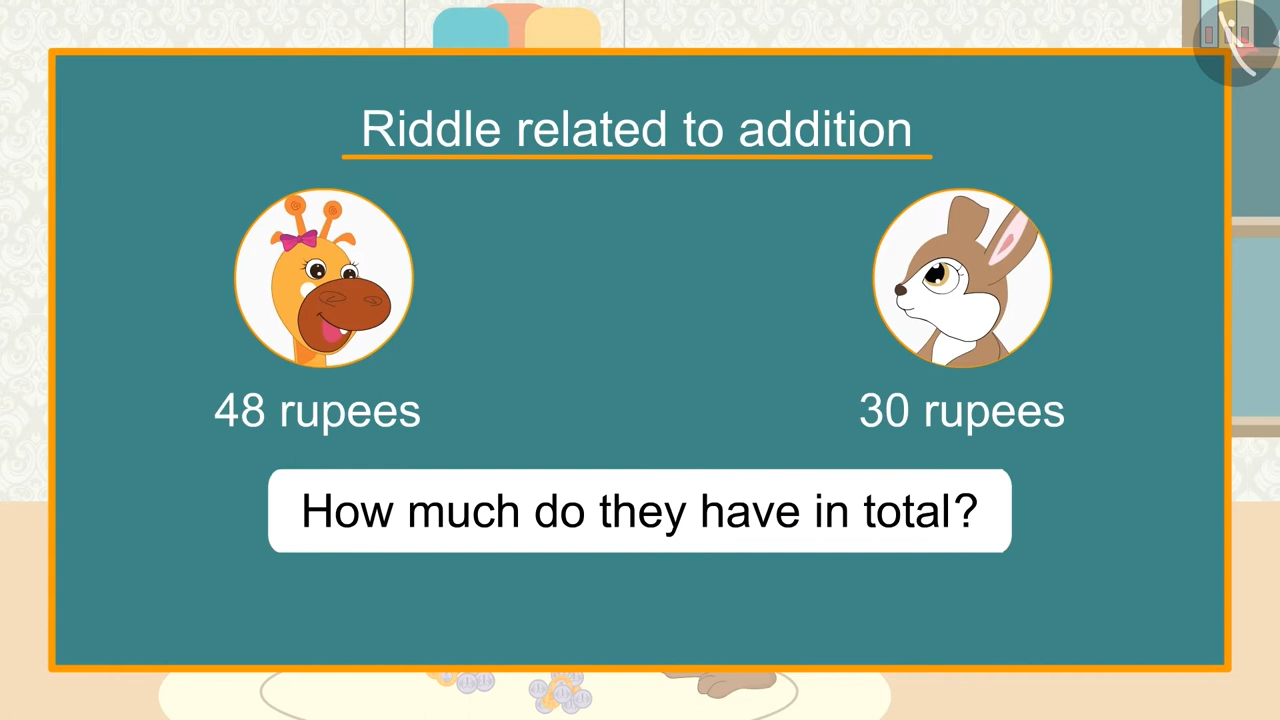 Riddle related to addition
48 rupees
30 rupees
How much do they have in total?